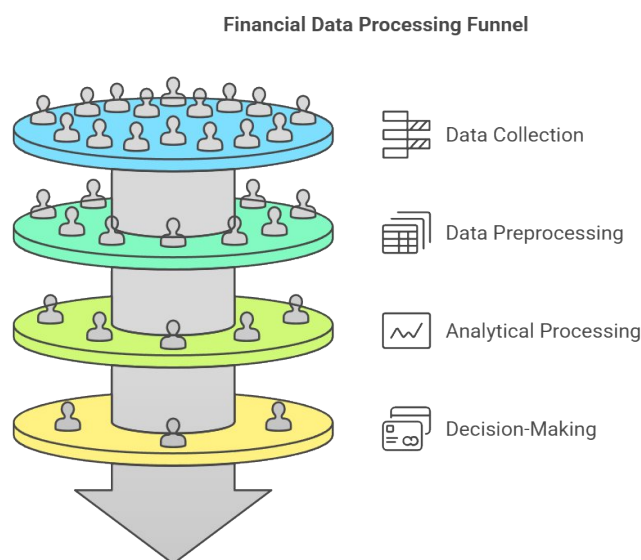 Financial Data Processing Funnel
Data Collection
Data Preprocessing
Analytical Processing
Decision-Making